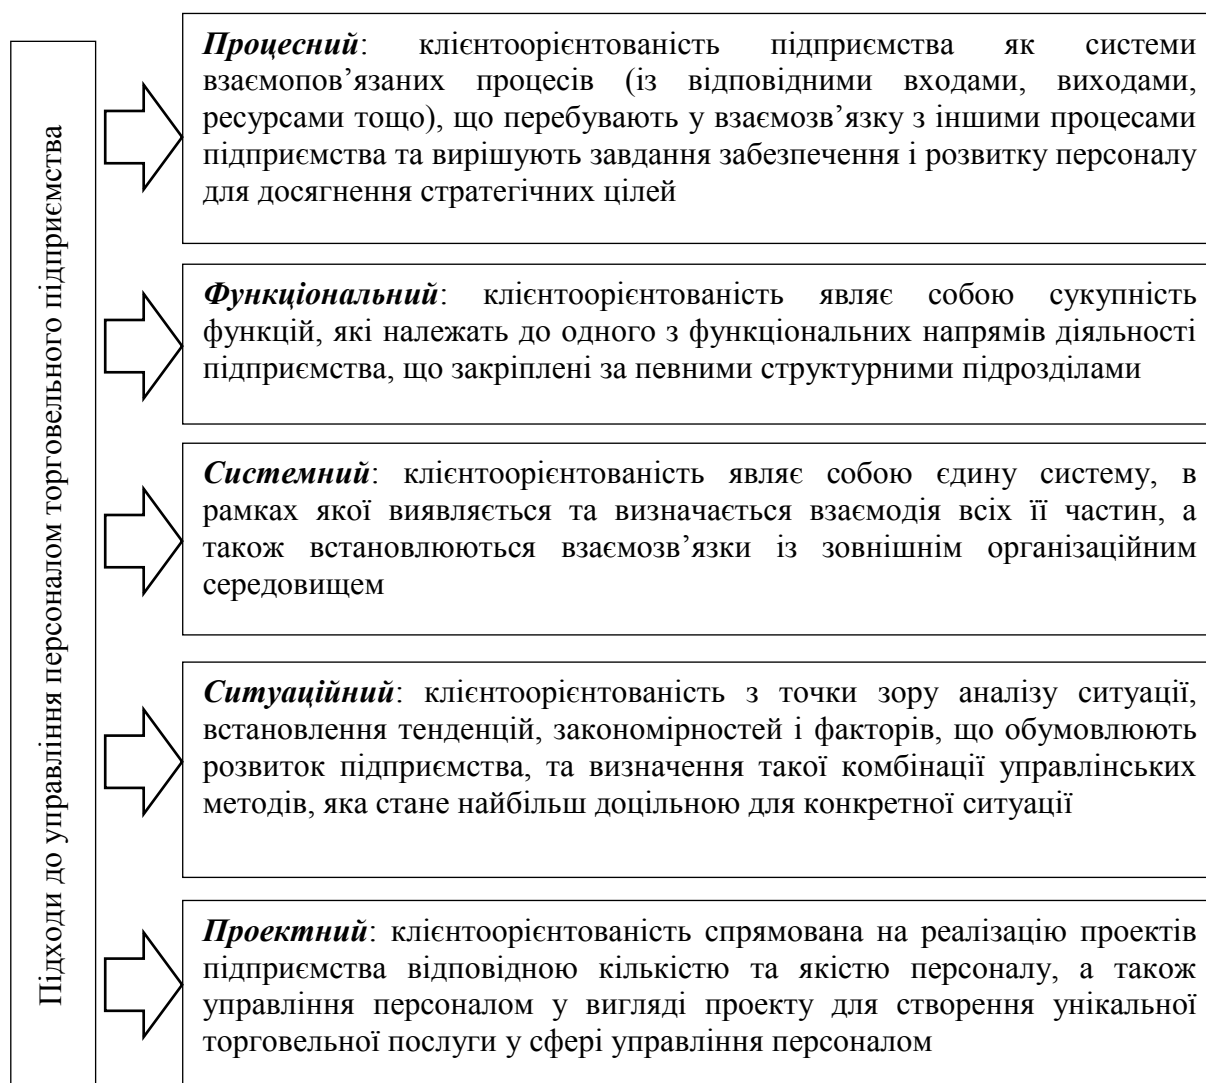 Підходи до управління персоналом торговельного підприємства
Процесний: клієнтоорієнтованість підприємства як системи
взаємопов’язаних процесів (із відповідними входами, виходами,
ресурсами тощо), що перебувають у взаємозв’язку з іншими процесами
підприємства та вирішують завдання забезпечення і розвитку персоналу
для досягнення стратегічних цілей
Функціональний: клієнтоорієнтованість являє собою сукупність
функцій, які належать до одного з функціональних напрямів діяльності
підприємства, що закріплені за певними структурними підрозділами
Системний: клієнтоорієнтованість являє собою єдину систему, в
рамках якої виявляється та визначається взаємодія всіх її частин, а
також встановлюються взаємозв’язки із зовнішнім організаційним
середовищем
Ситуаційний: клієнтоорієнтованість з точки зору аналізу ситуації,
встановлення тенденцій, закономірностей і факторів, що обумовлюють
розвиток підприємства, та визначення такої комбінації управлінських
методів, яка стане найбільш доцільною для конкретної ситуації
Проектний: клієнтоорієнтованість спрямована на реалізацію проектів
підприємства відповідною кількістю та якістю персоналу, а також
управління персоналом у вигляді проекту для створення унікальної
торговельної послуги у сфері управління персоналом